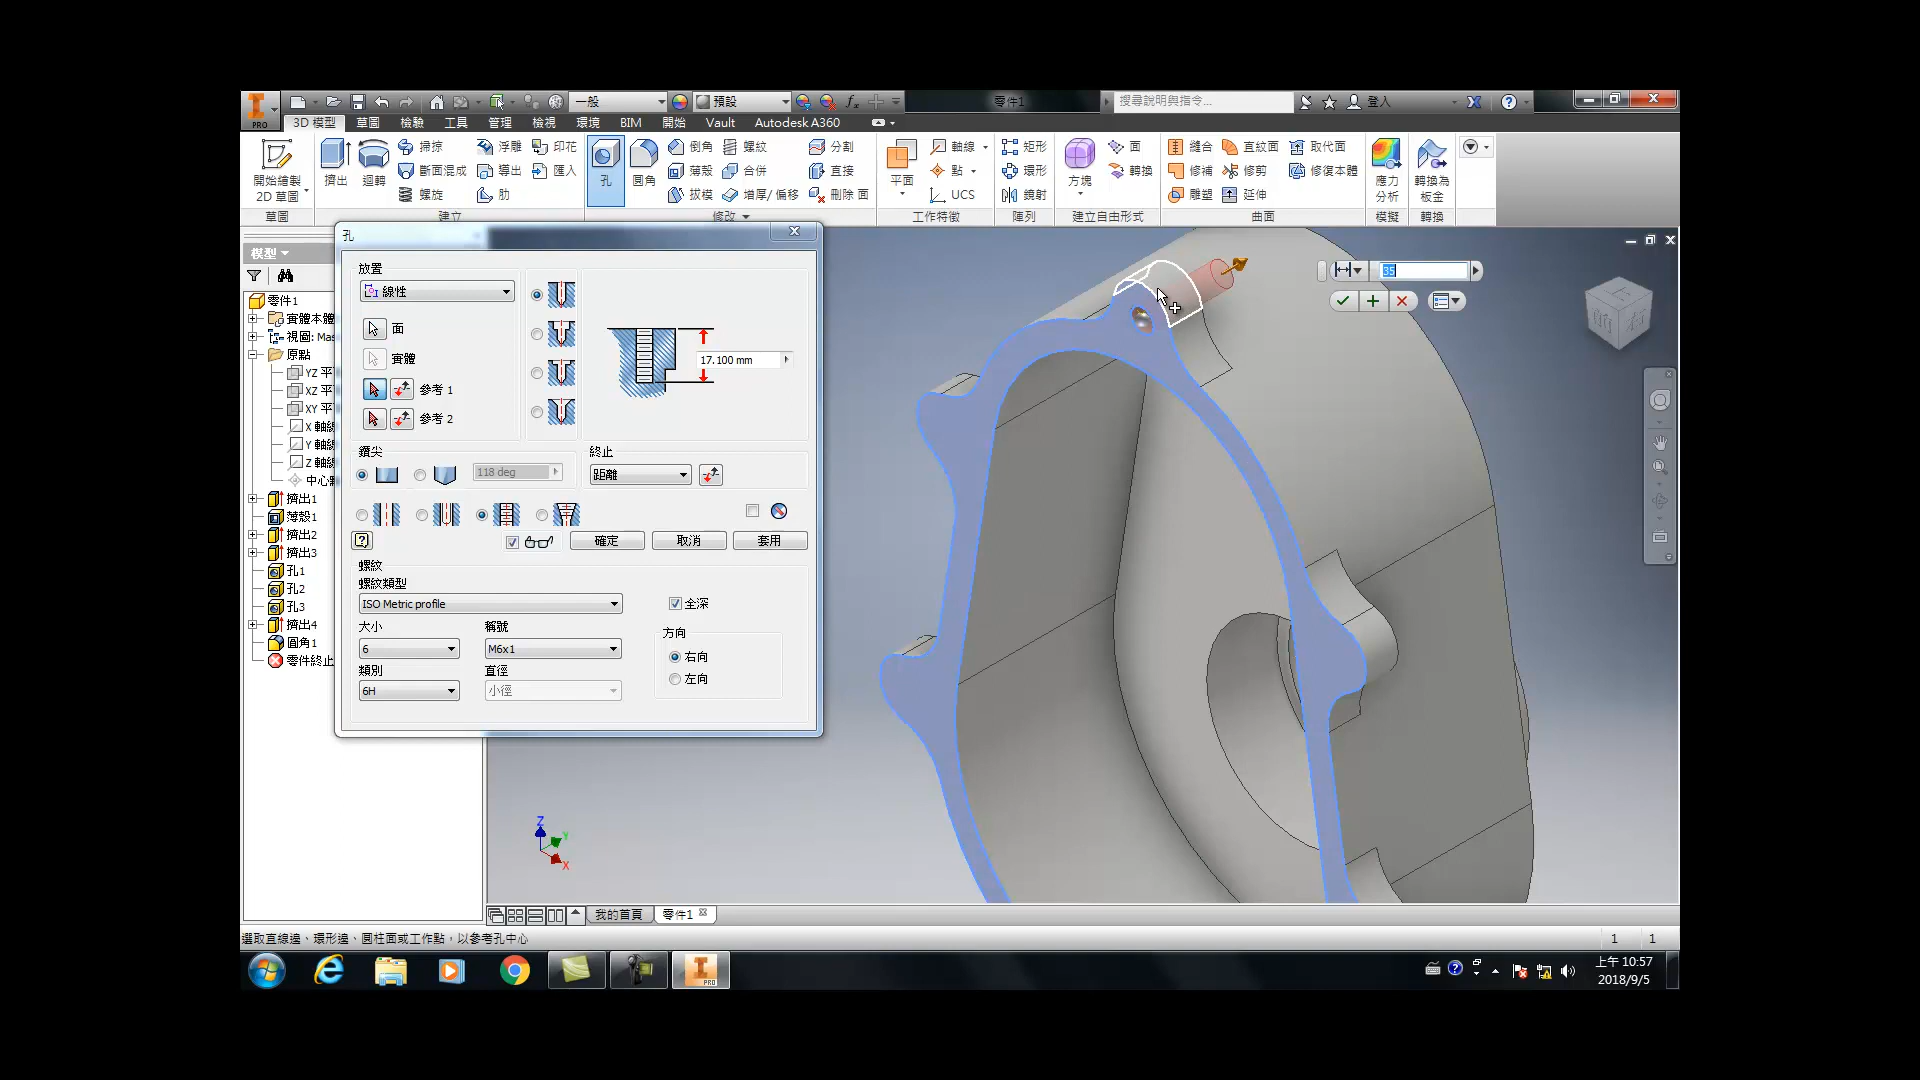 PRO
一般
預設
fx
零件1
搜尋說明與指令...
登入
3D 模型 草圖 檢驗 工具 管理 檢視 環境 BIM 開始 Vault Autodesk A360
開始繪製
2D 草圖
擠出
迴轉
掃掠
斷面混成
螺旋
浮雕
導出
肋
印花
匯入
孔
圓角
倒角
薄殼
拔模
螺紋
合併
增厚/ 偏移
分割
直接
刪除 面
平面
軸線
點
UCS
矩形
環形
鏡射
方塊
面
轉換
縫合
修補
雕塑
直紋面
修剪
延伸
取代面
修復本體
應力
分析
轉換為
板金
草圖 建立 修改 工作特徵 陣列 建立自由形式 曲面 模擬 轉換
模型
零件1
實體本體
視圖: Mas
原點
YZ 平
XZ 平
XY 平
X 軸線
Y 軸線
Z 軸線
中心點
擠出1
薄殼1
擠出2
擠出3
孔1
孔2
孔3
擠出4
圓角1
零件終止
孔
放置
線性
面
實體
參考 1
參考 2
17.100 mm
鑽尖
118 deg
終止
距離
確定 取消 套用
螺紋
螺紋類型
ISO Metric profile
全深
大小 稱號
6 M6x1
類別 直徑
6H 小徑
方向
右向
左向
35
Z
Y
X
我的首頁 零件1
選取直線邊、環形邊、圓柱面或工作點，以參考孔中心
1 1
PRO
上午 10:57
2018/9/5